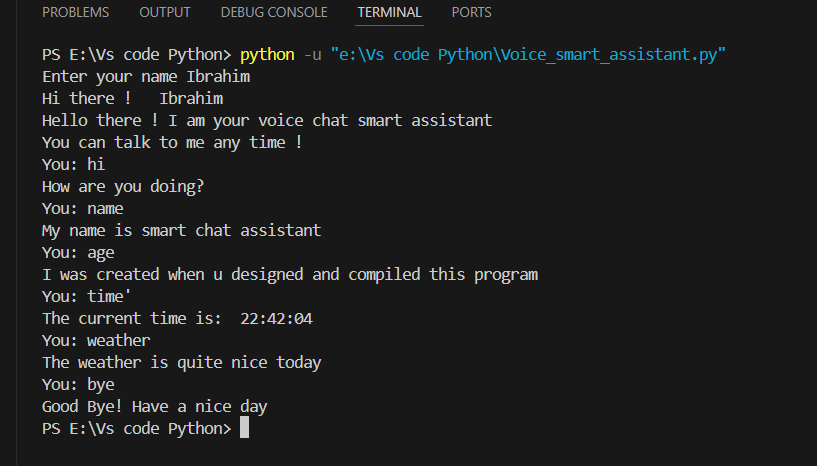 PROBLEMS OUTPUT DEBUG CONSOLE TERMINAL PORTS
PS E:\Vs code Python> python -u "e:\Vs code Python\Voice_smart_assistant.py"
Enter your name Ibrahim
Hi there !   Ibrahim
Hello there ! I am your voice chat smart assistant
You can talk to me any time !
You: hi
How are you doing?
You: name
My name is smart chat assistant
You: age
I was created when u designed and compiled this program
You: time'
The current time is:  22:42:04
You: weather
The weather is quite nice today
You: bye
Good Bye! Have a nice day
PS E:\Vs code Python>